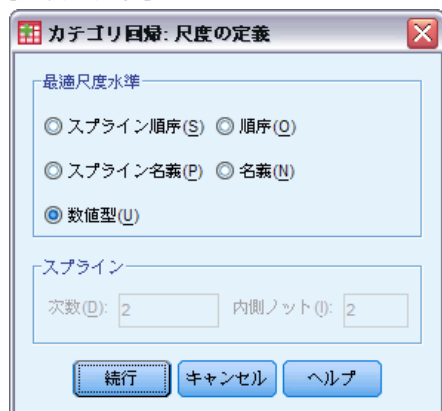 カテゴリ回帰: 尺度の定義
最適尺度水準
スプライン順序(S) 順序(O)
スプライン名義(P) 名義(N)
数値型(U)
スプライン
次数(D): 2 内側ノット(I): 2
続行 キャンセル ヘルプ